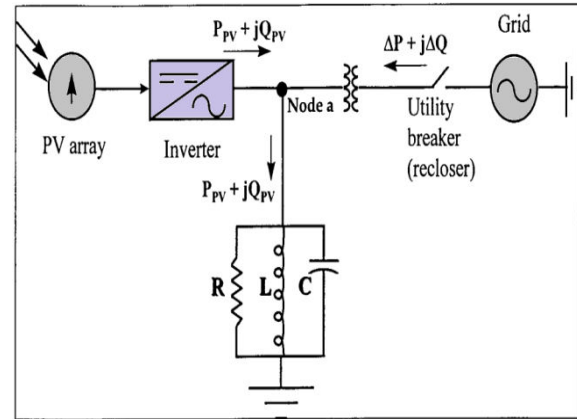 P_PV + jQ_PV
ΔP + jΔQ
Grid
Node a
Utility
breaker
(recloser)
PV array
Inverter
P_PV + jQ_PV
R
L
C